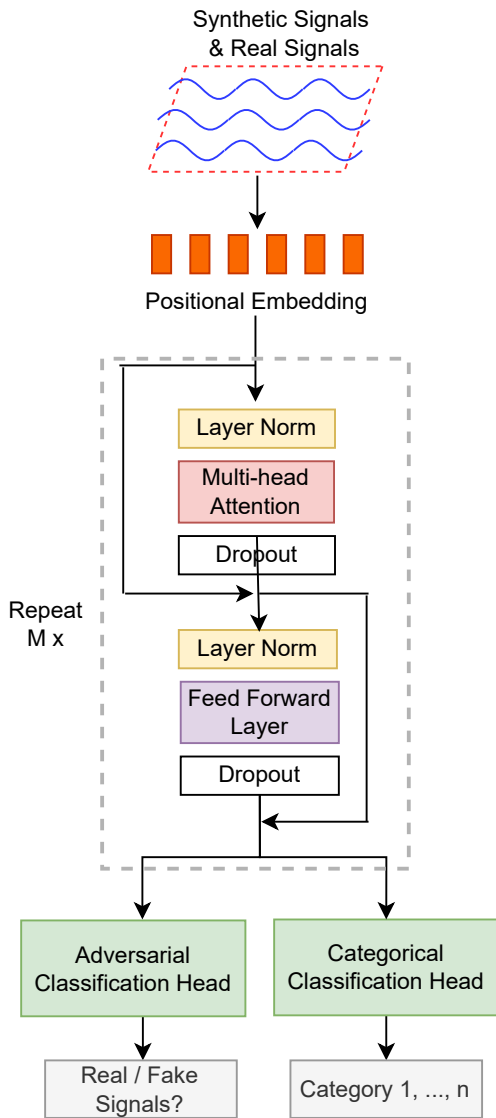 Synthetic Signals
& Real Signals
Positional Embedding
Layer Norm
Multi-head
Attention
Dropout
Repeat
M x
Layer Norm
Feed Forward
Layer
Dropout
Adversarial
Classification Head
Categorical
Classification Head
Real / Fake
Signals?
Category 1, ..., n